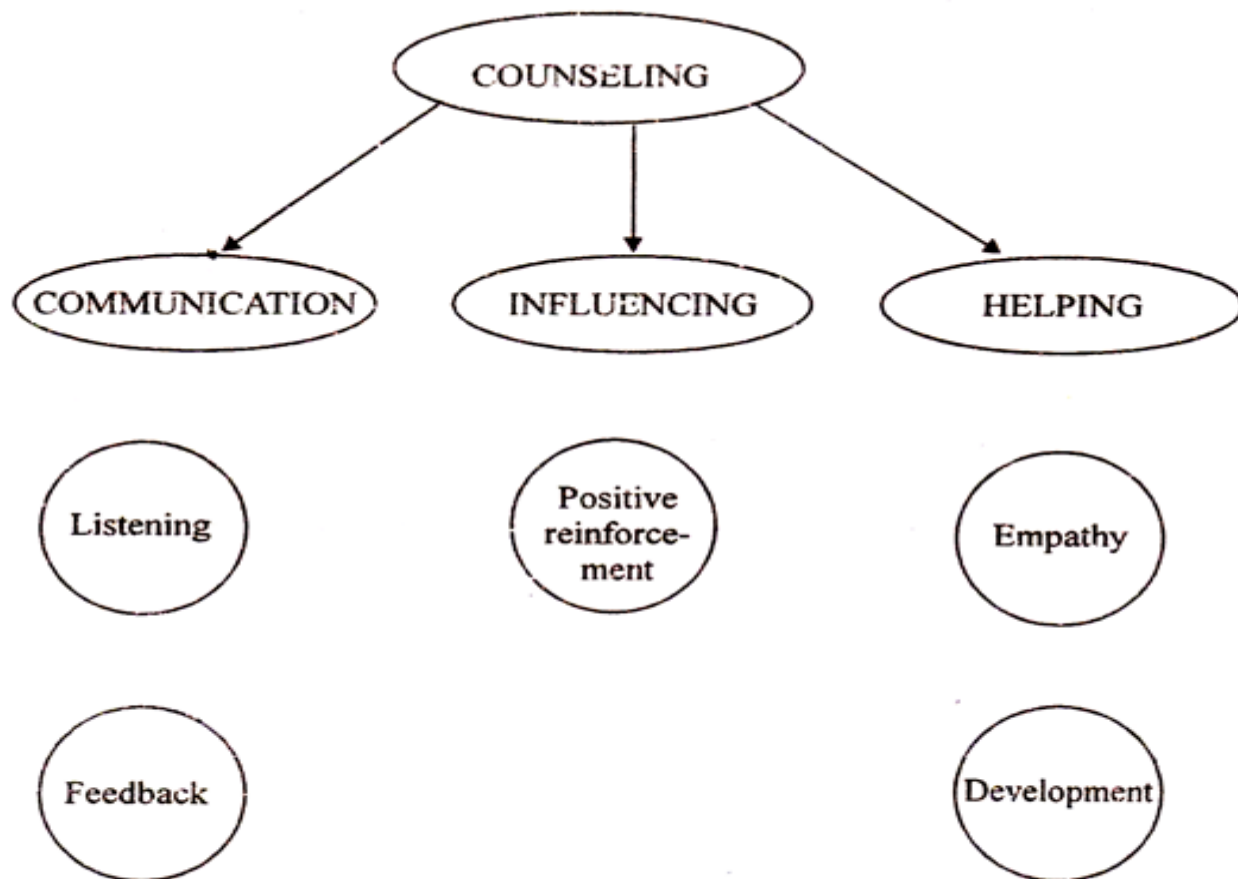 COUNSELING
COMMUNICATION
INFLUENCING
HELPING
Listening
Positive
reinforce-
ment
Empathy
Feedback
Development